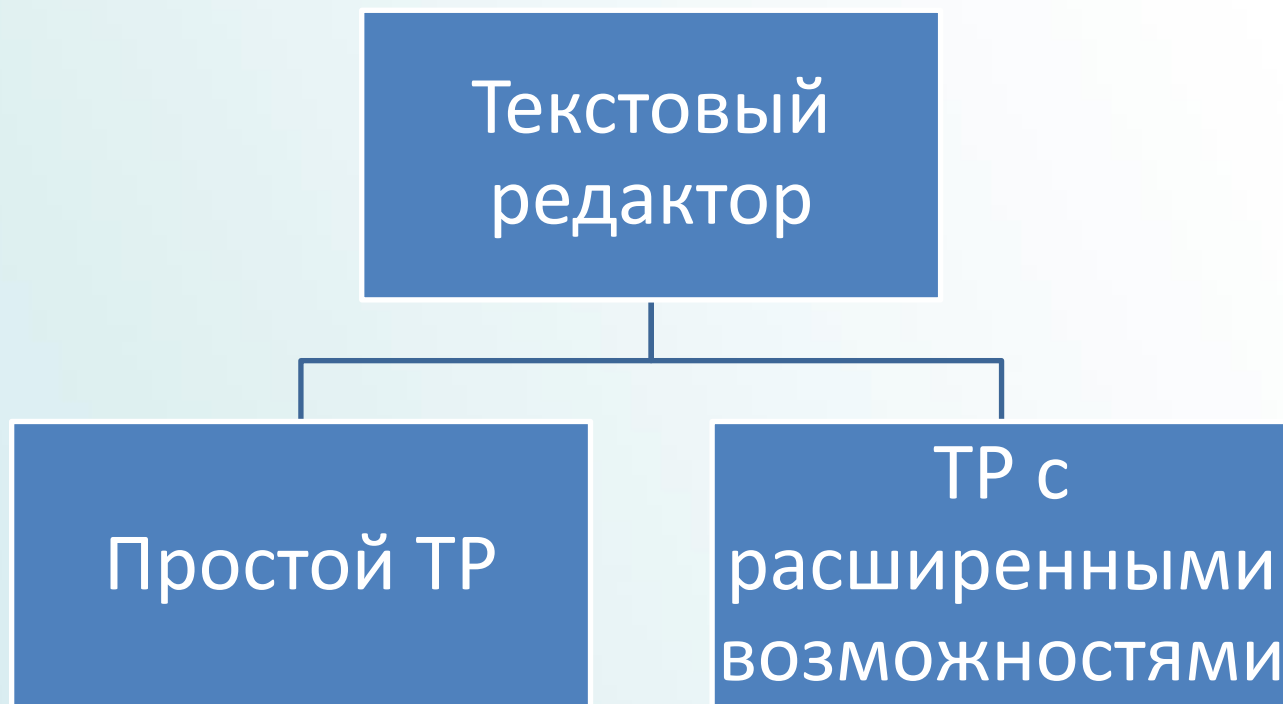 Текстовый
редактор
Простой ТР
ТР с
расширенными
возможностями